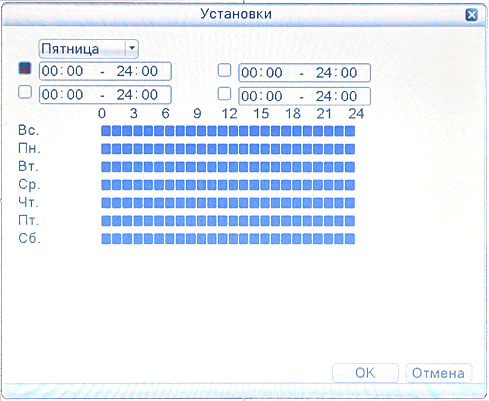 Установки
Пятница
00:00 - 24:00 00:00 - 24:00
00:00 - 24:00 00:00 - 24:00
0 3 6 9 12 15 18 21 24
Вс.
Пн.
Вт.
Ср.
Чт.
Пт.
Сб.
OK Отмена